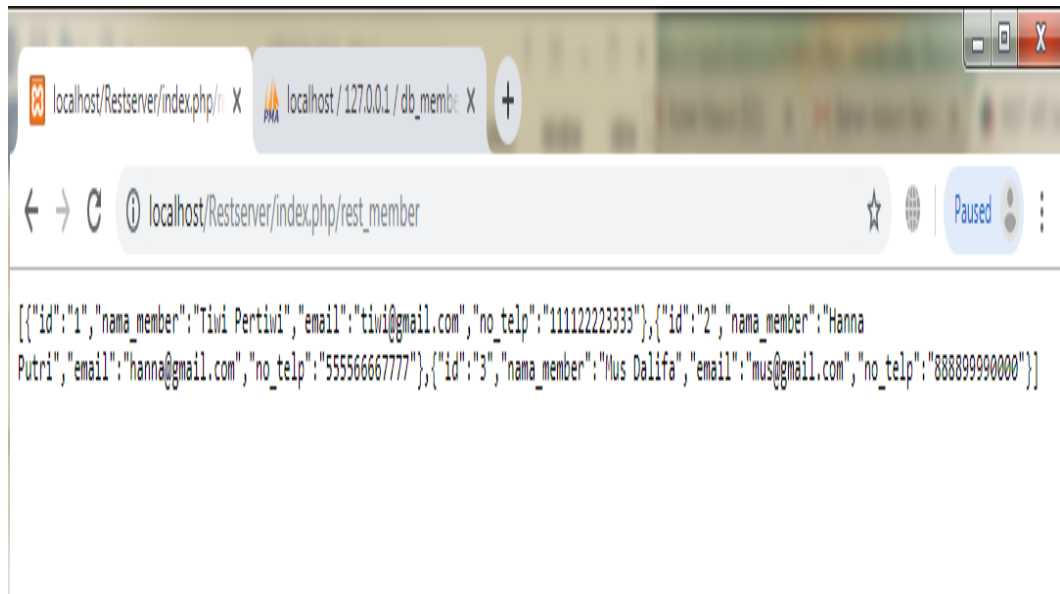 localhost/Restserver/index.php/r
localhost / 127.0.0.1 / db_membe
PMA
localhost/Restserver/index.php/rest_member
Paused
[{"id":"1","nama_member":"Tiwi Pertiwi","email":"tiwi@gmail.com","no_telp":"111122223333"},{"id":"2","nama_member":"Hanna
Putri","email":"hanna@gmail.com","no_telp":"555566667777"},{"id":"3","nama_member":"Mus Dalifa","email":"mus@gmail.com","no_telp":"888899990000"}]